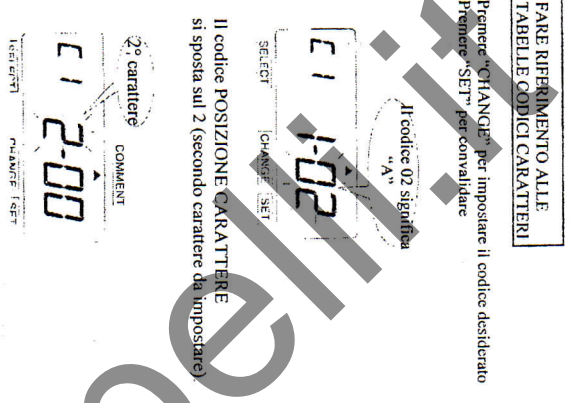 FARE RIFERIMENTO ALLE
TABELLE CODICI CARATTERI
Premere "CHANGE" per impostare il codice desiderato
Premere "SET" per convalidare
Il codice 02 significa
"A"
C1 1-02
SELECT CHANGE SET
Il codice POSIZIONE CARATTERE
si sposta sul 2 (secondo carattere da impostare).
2°, carattere
COMMENT
C1 2-00
SELECT CHANGE SET
pelit.it